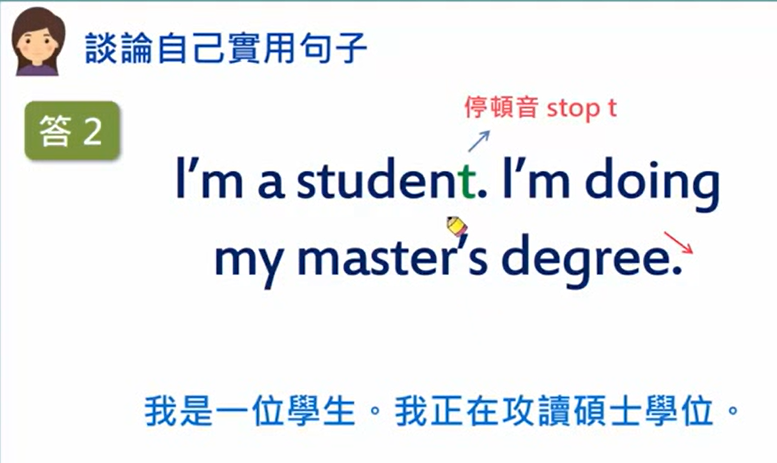 談論自己實用句子
答 2
停頓音 stop t
I'm a student. I'm doing
my master's degree.
我是一位學生。我正在攻讀碩士學位。